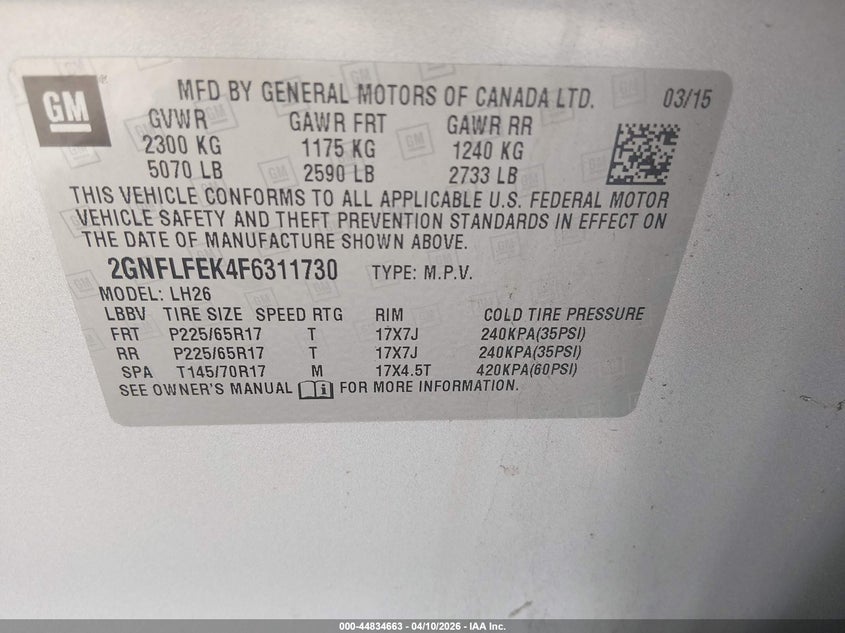 GM
MFD BY GENERAL MOTORS OF CANADA LTD. 03/15
GVWR GAWR FRT GAWR RR
2300 KG 1175 KG 1240 KG
5070 LB 2590 LB 2733 LB
THIS VEHICLE CONFORMS TO ALL APPLICABLE U.S. FEDERAL MOTOR
VEHICLE SAFETY AND THEFT PREVENTION STANDARDS IN EFFECT ON
THE DATE OF MANUFACTURE SHOWN ABOVE.
2GNFLFEK4F6311730 TYPE: M.P.V.
MODEL: LH26
LBBV TIRE SIZE SPEED RTG RIM COLD TIRE PRESSURE
FRT P225/65R17 T 17X7J 240KPA(35PSI)
RR P225/65R17 T 17X7J 240KPA(35PSI)
SPA T145/70R17 M 17X4.5T 420KPA(60PSI)
SEE OWNER'S MANUAL FOR MORE INFORMATION.
000-44834663 - 04/10/2026 - IAA Inc.